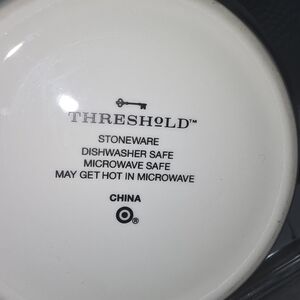 THRESHOLD™
STONEWARE
DISHWASHER SAFE
MICROWAVE SAFE
MAY GET HOT IN MICROWAVE
CHINA
®